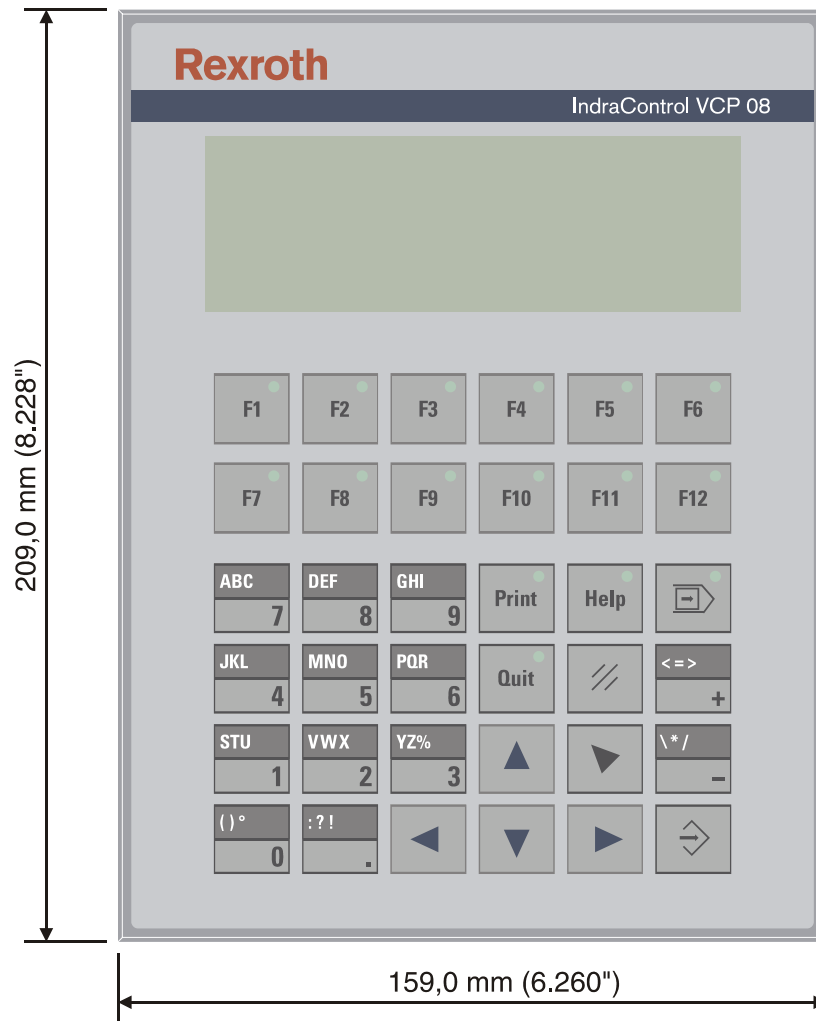 Rexroth
IndraControl VCP 08
209,0 mm (8.228")
F1 F2 F3 F4 F5 F6
F7 F8 F9 F10 F11 F12
ABC DEF GHI
7 8 9 Print Help
JKL MNO PQR Quit <=>
4 5 6 +
STU VWX YZ% \*/
1 2 3 –
()° :?!
0 .
159,0 mm (6.260")